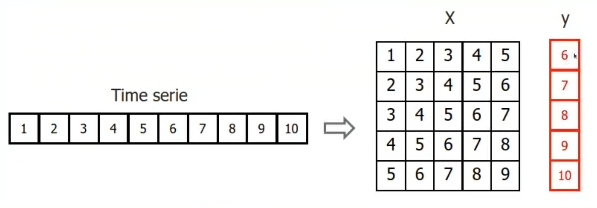 X y
Time serie
1 2 3 4 5 6 7 8 9 10
1 2 3 4 5 6
2 3 4 5 6 7
3 4 5 6 7 8
4 5 6 7 8 9
5 6 7 8 9 10